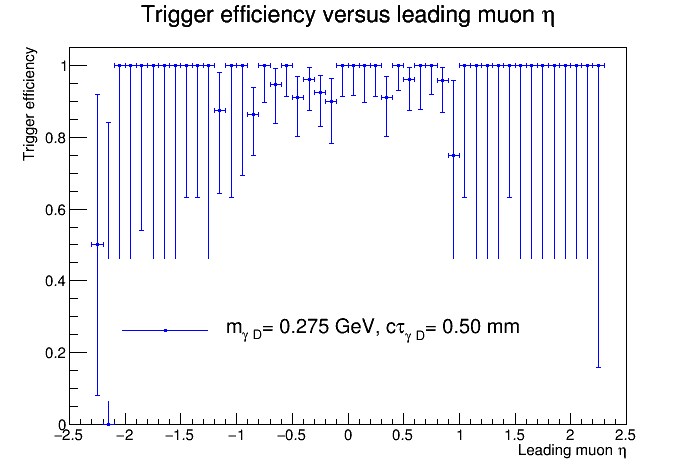 Trigger efficiency versus leading muon η
Trigger efficiency
1
0.8
0.6
0.4
0.2
0
mγ D= 0.275 GeV, cτγ D= 0.50 mm
−2.5 −2 −1.5 −1 −0.5 0 0.5 1 1.5 2 2.5
Leading muon η